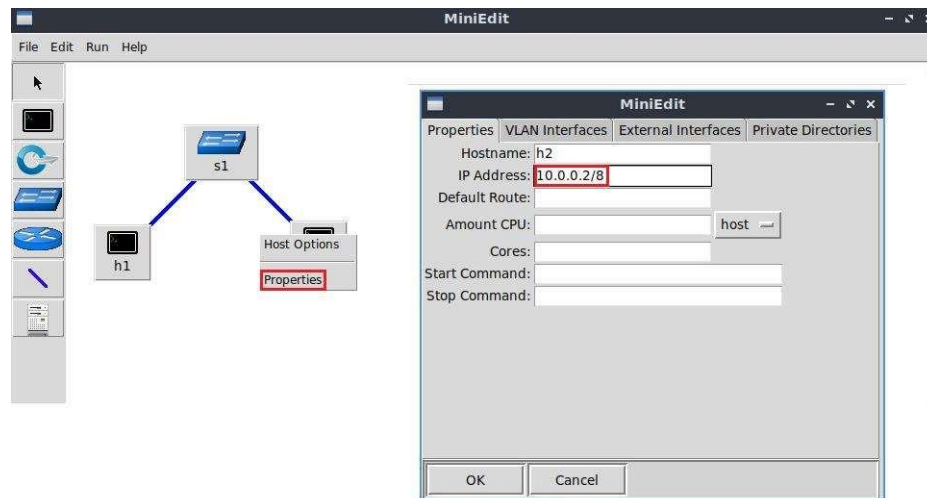 MiniEdit
File Edit Run Help
s1
h1
Host Options
Properties
MiniEdit
Properties VLAN Interfaces External Interfaces Private Directories
Hostname: h2
IP Address: 10.0.0.2/8
Default Route:
Amount CPU: host
Cores:
Start Command:
Stop Command:
OK Cancel